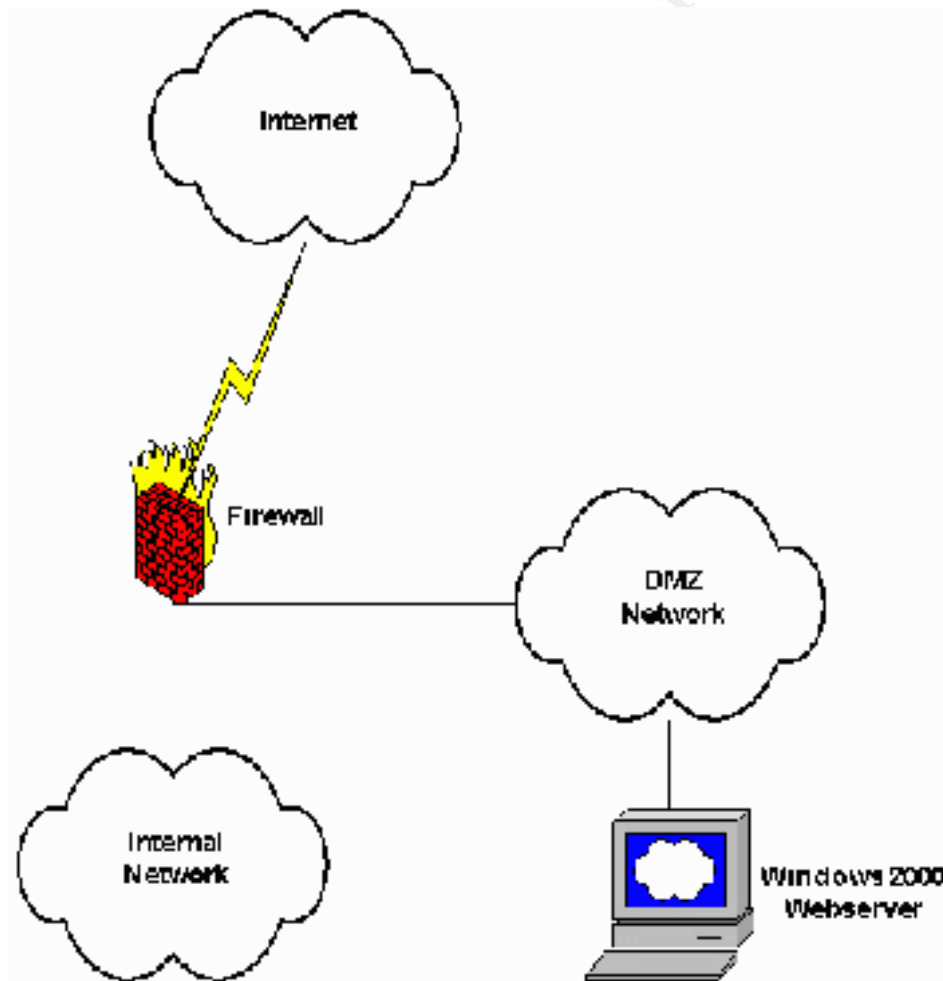 Internet
Firewall
DMZ
Network
Internal
Network
Windows 2000
Webserver